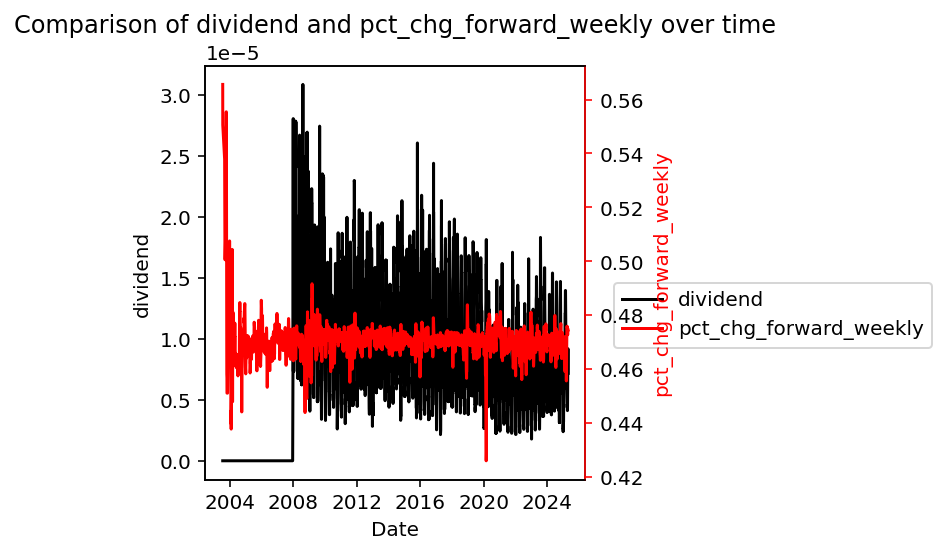 Comparison of dividend and pct_chg_forward_weekly over time
1e−5
3.0
2.5
2.0
1.5
1.0
0.5
0.0
dividend
0.56
0.54
0.52
0.50
0.48
0.46
0.44
0.42
pct_chg_forward_weekly
dividend
pct_chg_forward_weekly
2004 2008 2012 2016 2020 2024
Date